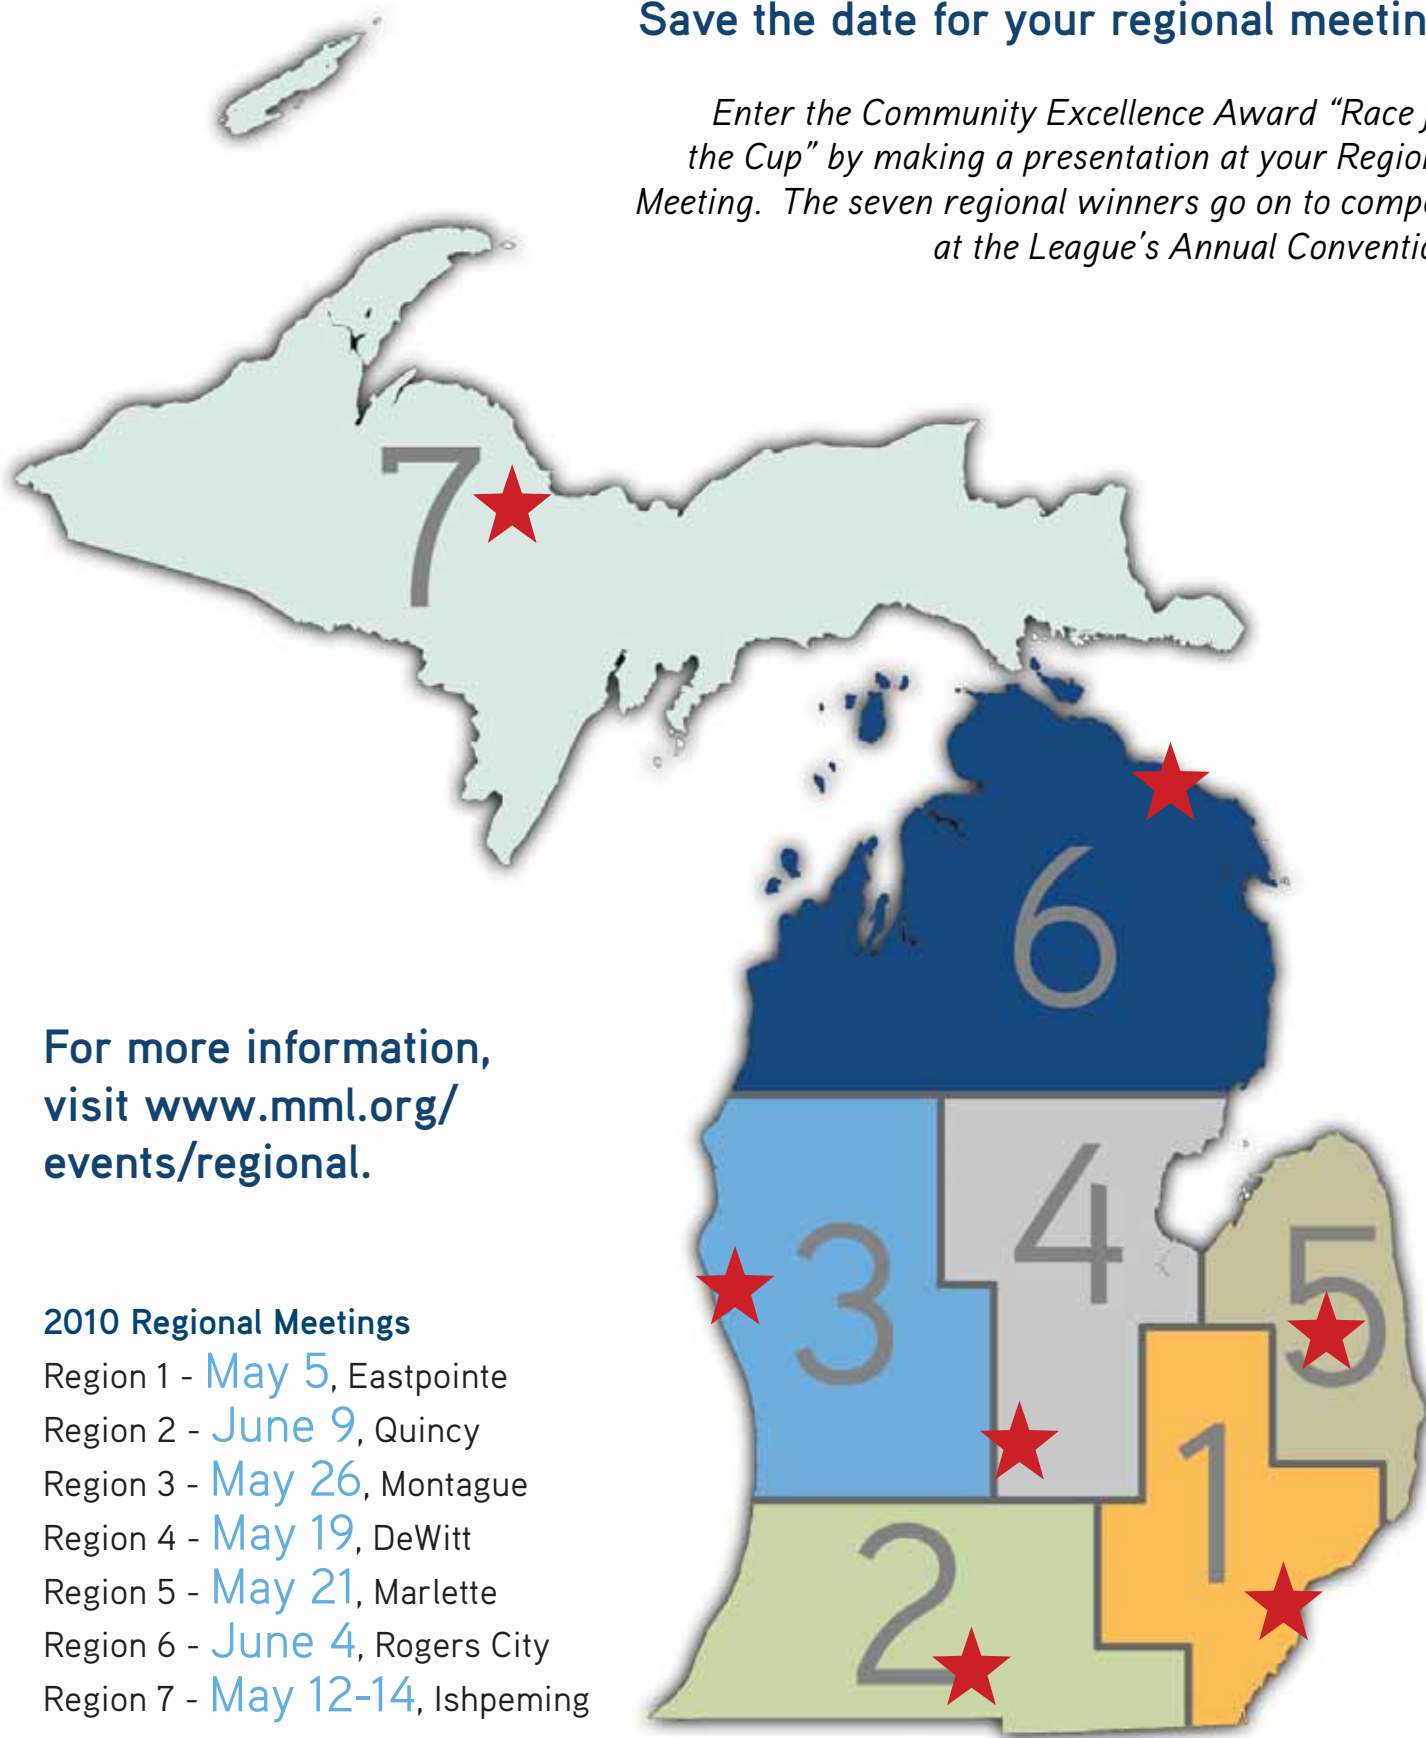 Save the date for your regional meetin
Enter the Community Excellence Award “Race
the Cup” by making a presentation at your Region
Meeting. The seven regional winners go on to compe
at the League’s Annual Conventio
7
6
For more information,
visit www.mml.org/
events/regional.
3
4
5
1
2
2010 Regional Meetings
Region 1 - May 5, Eastpointe
Region 2 - June 9, Quincy
Region 3 - May 26, Montague
Region 4 - May 19, DeWitt
Region 5 - May 21, Marlette
Region 6 - June 4, Rogers City
Region 7 - May 12-14, Ishpeming